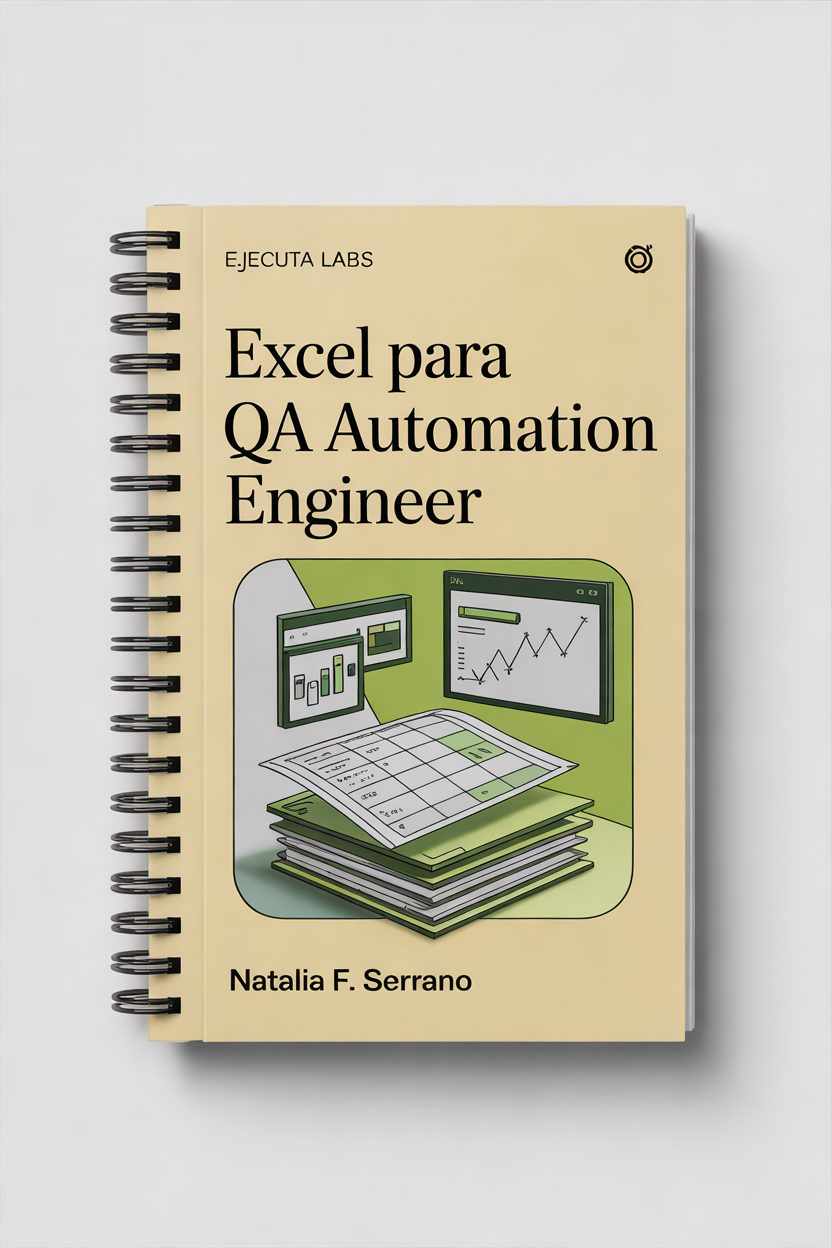 EJECUTA LABS
Excel para
QA Automation
Engineer
Natalia F. Serrano